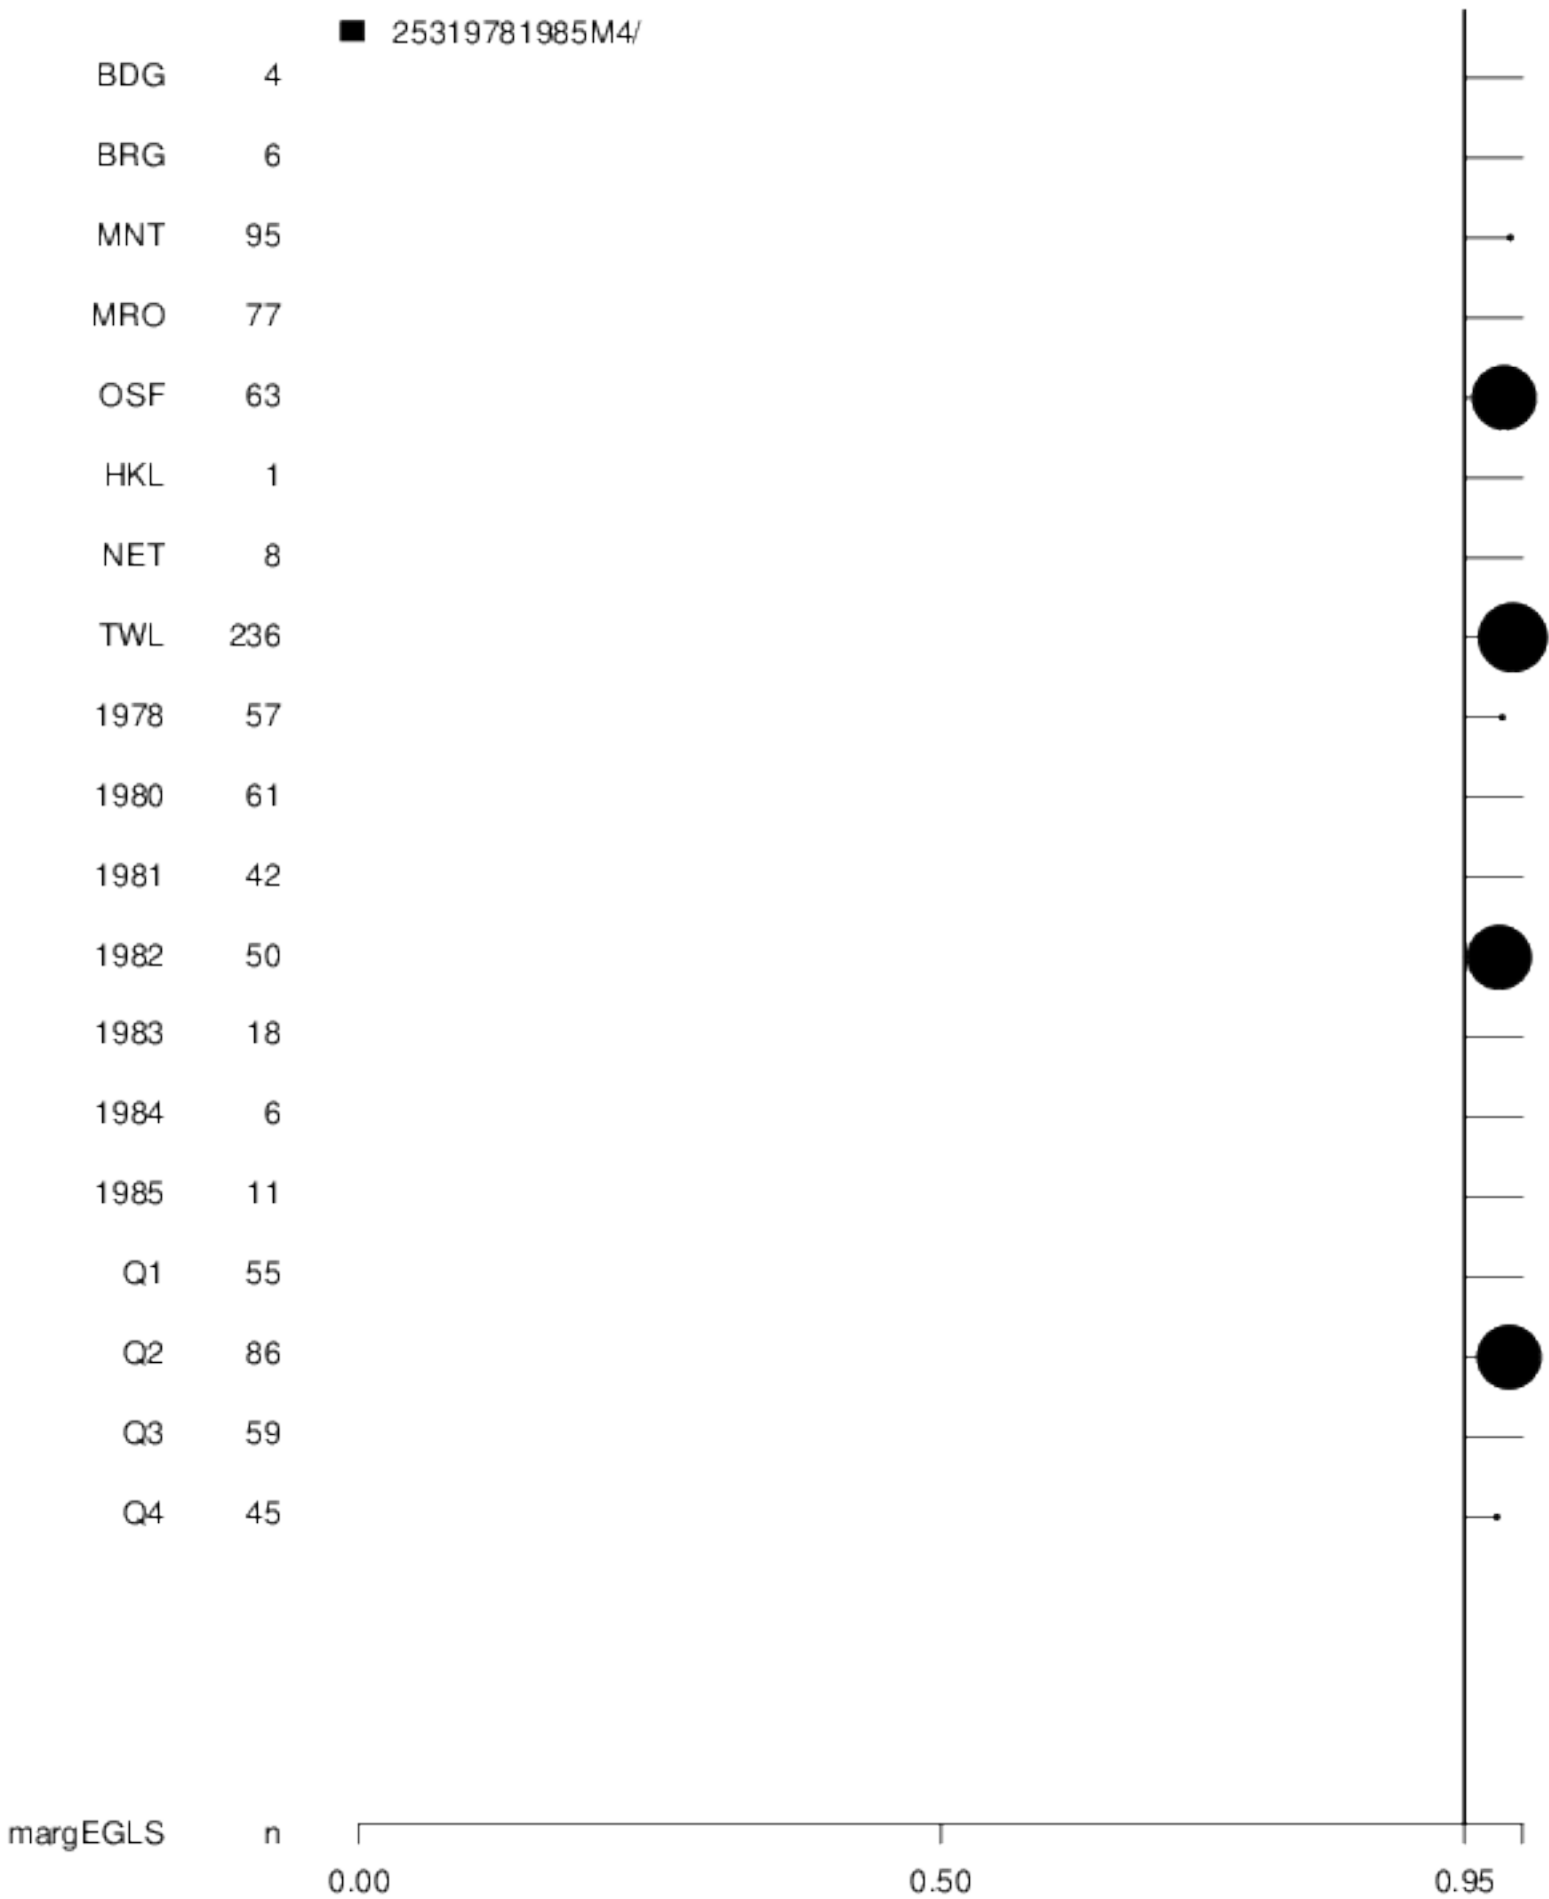 25319781985M4/
BDG 4
BRG 6
MNT 95
MRO 77
OSF 63
HKL 1
NET 8
TWL 236
1978 57
1980 61
1981 42
1982 50
1983 18
1984 6
1985 11
Q1 55
Q2 86
Q3 59
Q4 45
margEGLS n
0.00 0.50 0.95